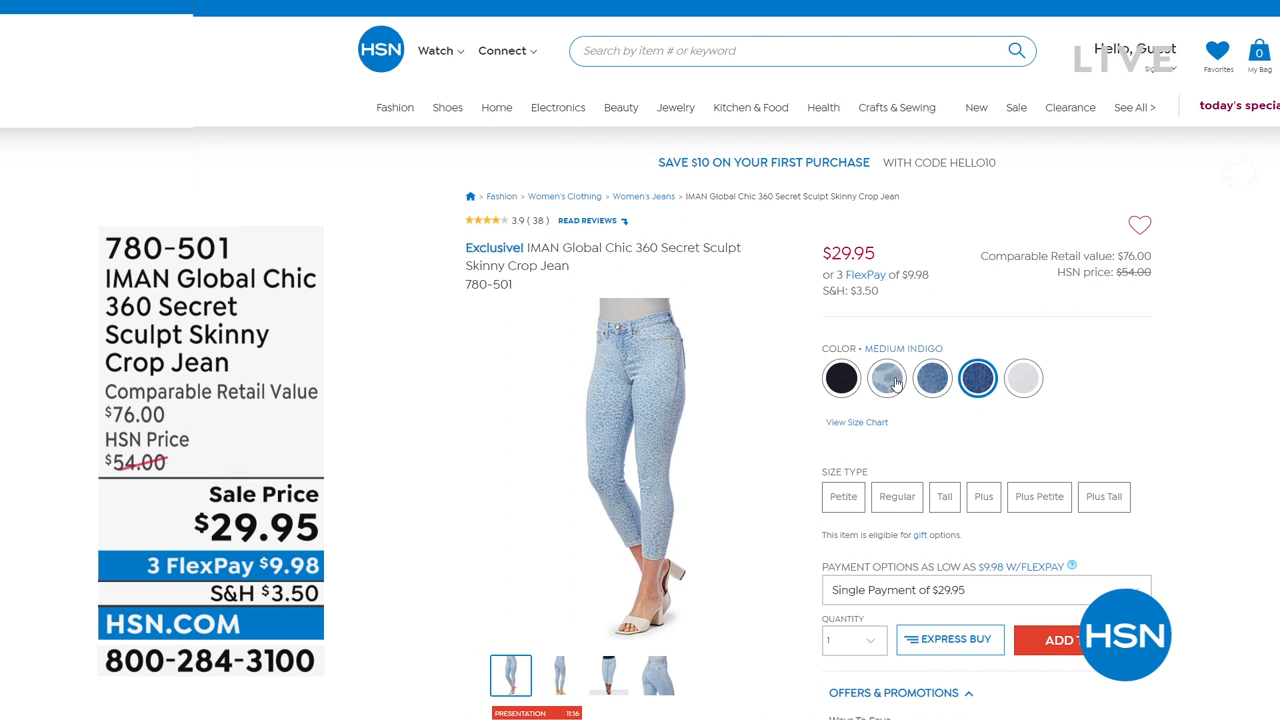 HSN
Watch
Connect
Search by item # or keyword
Hello, Guest
LIVE
Favorites
0
My Bag
Fashion
Shoes
Home
Electronics
Beauty
Jewelry
Kitchen & Food
Health
Crafts & Sewing
New
Sale
Clearance
See All >
today's specia
SAVE $10 ON YOUR FIRST PURCHASE WITH CODE HELLO10
> Fashion > Women's Clothing > Women's Jeans > IMAN Global Chic 360 Secret Sculpt Skinny Crop Jean
3.9 ( 38 ) READ REVIEWS
Exclusive! IMAN Global Chic 360 Secret Sculpt
Skinny Crop Jean
780-501
$29.95
or 3 FlexPay of $9.98
S&H: $3.50
Comparable Retail value: $76.00
HSN price: $54.00
COLOR • MEDIUM INDIGO
View Size Chart
SIZE TYPE
Petite
Regular
Tall
Plus
Plus Petite
Plus Tall
This item is eligible for gift options.
PAYMENT OPTIONS AS LOW AS $9.98 W/FLEXPAY ?
Single Payment of $29.95
QUANTITY
1
EXPRESS BUY
ADD
HSN
OFFERS & PROMOTIONS
PRESENTATION 11:16
780-501
IMAN Global Chic
360 Secret
Sculpt Skinny
Crop Jean
Comparable Retail Value
$76.00
HSN Price
$54.00
Sale Price
$29.95
3 FlexPay $9.98
S&H $3.50
HSN.COM
800-284-3100